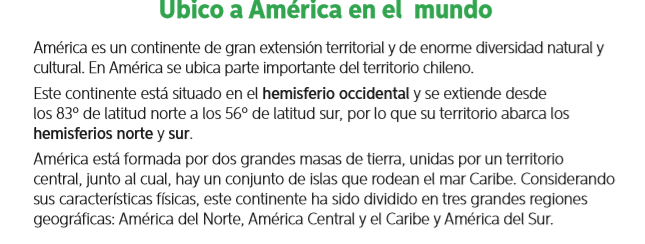 Ubico a América en el mundo
América es un continente de gran extensión territorial y de enorme diversidad natural y
cultural. En América se ubica parte importante del territorio chileno.
Este continente está situado en el hemisferio occidental y se extiende desde
los 83º de latitud norte a los 56º de latitud sur, por lo que su territorio abarca los
hemisferios norte y sur.
América está formada por dos grandes masas de tierra, unidas por un territorio
central, junto al cual, hay un conjunto de islas que rodean el mar Caribe. Considerando
sus características físicas, este continente ha sido dividido en tres grandes regiones
geográficas: América del Norte, América Central y el Caribe y América del Sur.